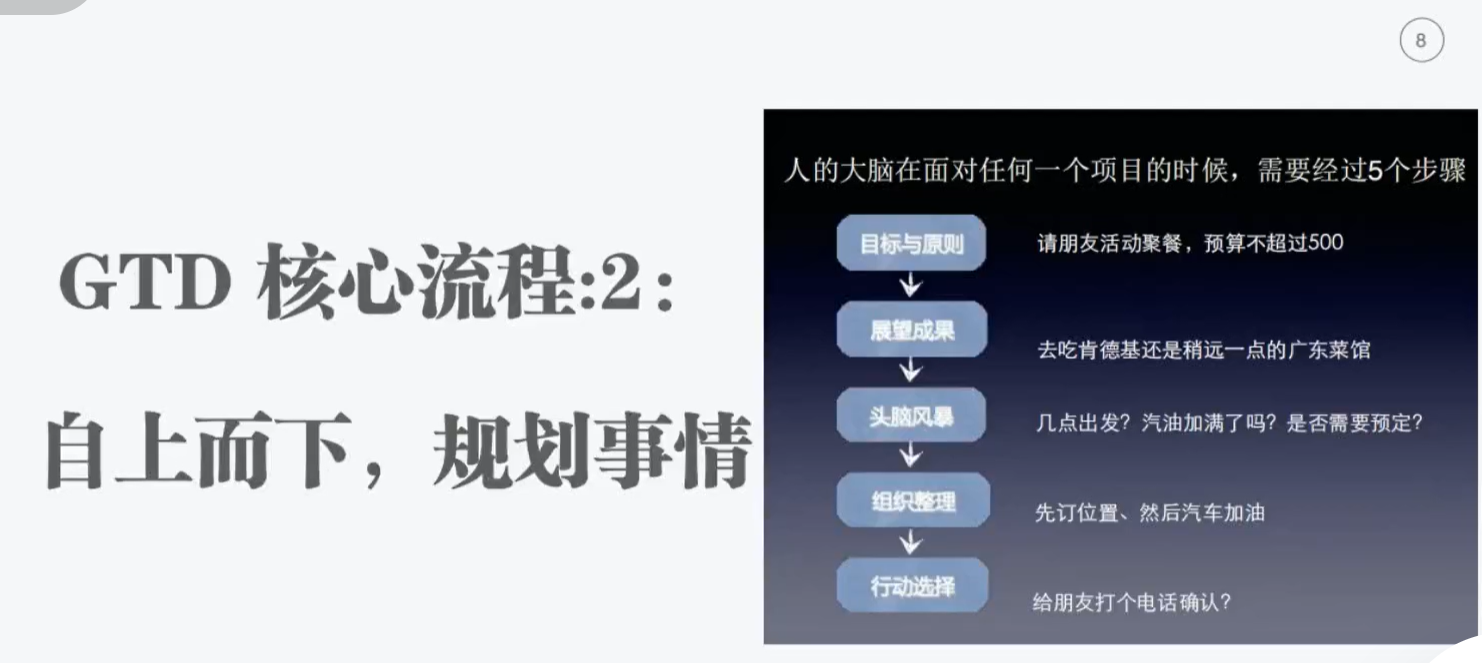 8
GTD 核心流程:2：
自上而下，规划事情
人的大脑在面对任何一个项目的时候，需要经过5个步骤
目标与原则
请朋友活动聚餐，预算不超过500
展望成果
去吃肯德基还是稍远一点的广东菜馆
头脑风暴
几点出发？汽油加满了吗？是否需要预定？
组织整理
先订位置、然后汽车加油
行动选择
给朋友打个电话确认？